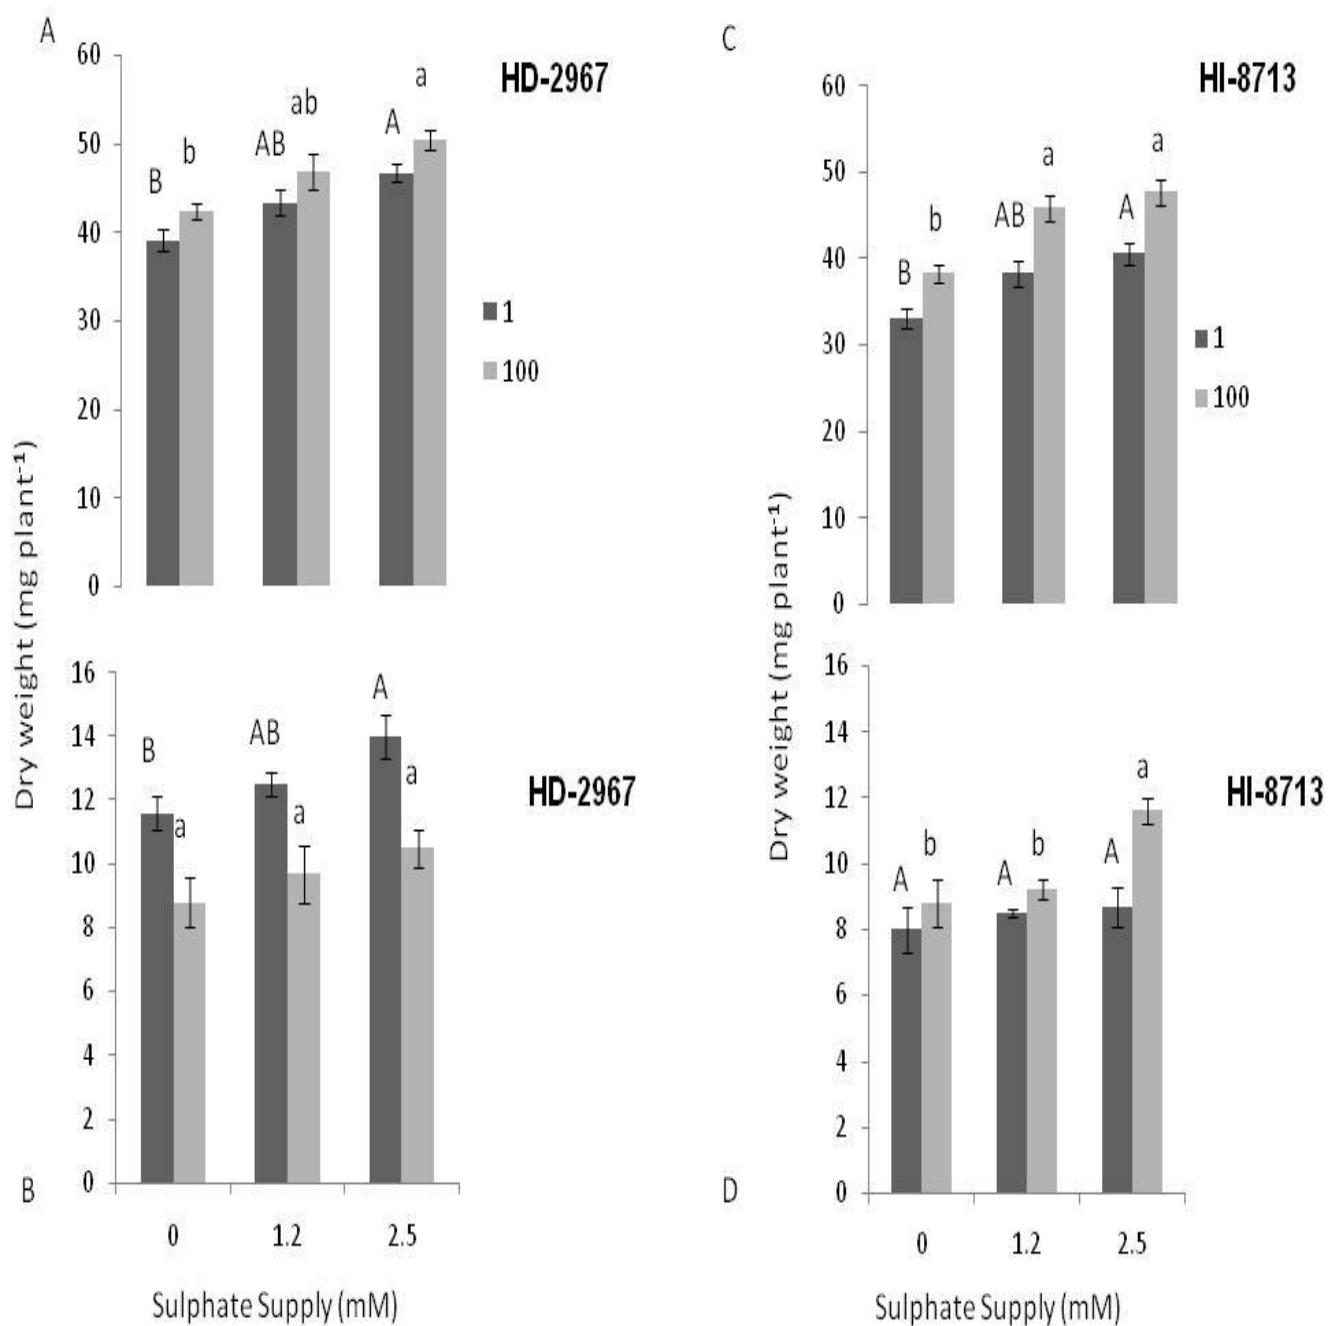 A
HD-2967
60
50
40
30
20
10
0
B
b
AB
ab
A
a
1
100
C
HI-8713
60
50
40
30
20
10
0
B
b
AB
a
A
a
1
100
Dry weight (mg plant⁻¹)
Dry weight (mg plant⁻¹)
B
HD-2967
16
14
12
10
8
6
4
2
0
B
a
AB
a
A
a
0 1.2 2.5
Sulphate Supply (mM)
D
HI-8713
16
14
12
10
8
6
4
2
0
A
b
A
b
A
a
0 1.2 2.5
Sulphate Supply (mM)